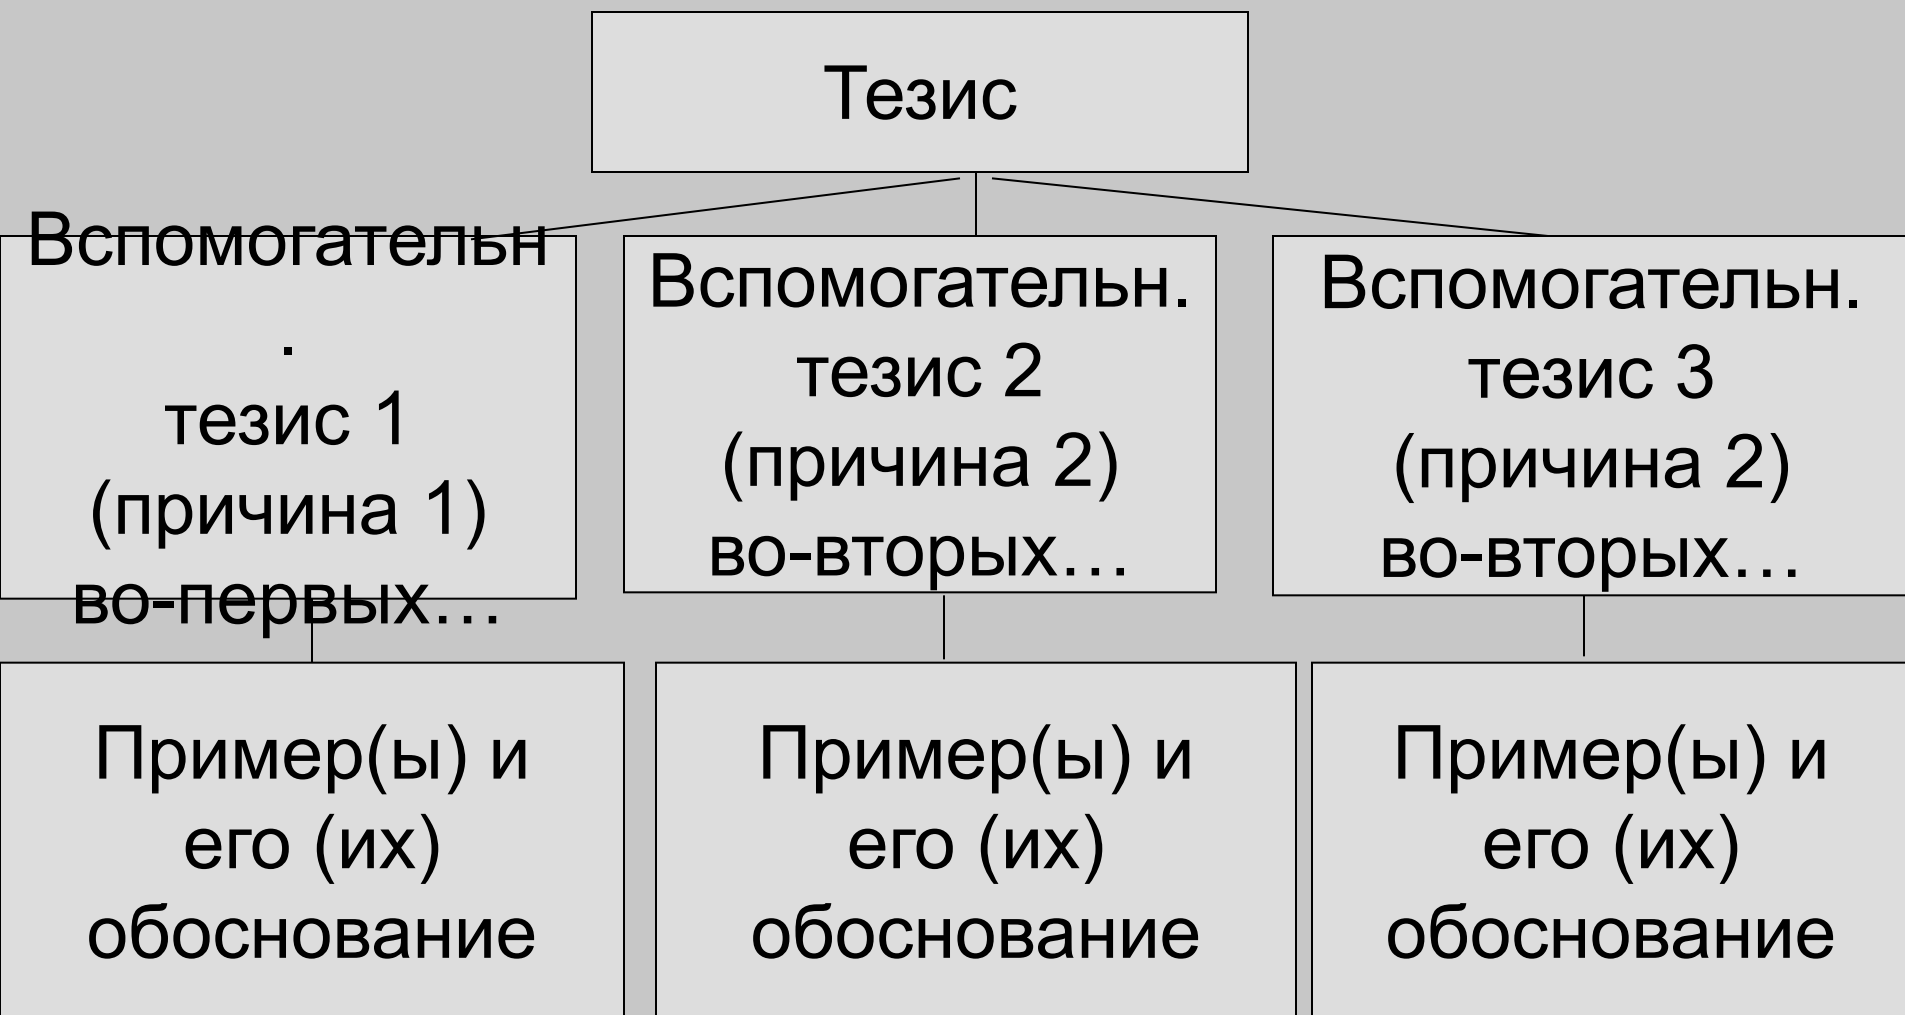 Тезис
Вспомогательн
.
тезис 1
(причина 1)
во-первых…
Вспомогательн.
тезис 2
(причина 2)
во-вторых…
Вспомогательн.
тезис 3
(причина 2)
во-вторых…
Пример(ы) и
его (их)
обоснование
Пример(ы) и
его (их)
обоснование
Пример(ы) и
его (их)
обоснование